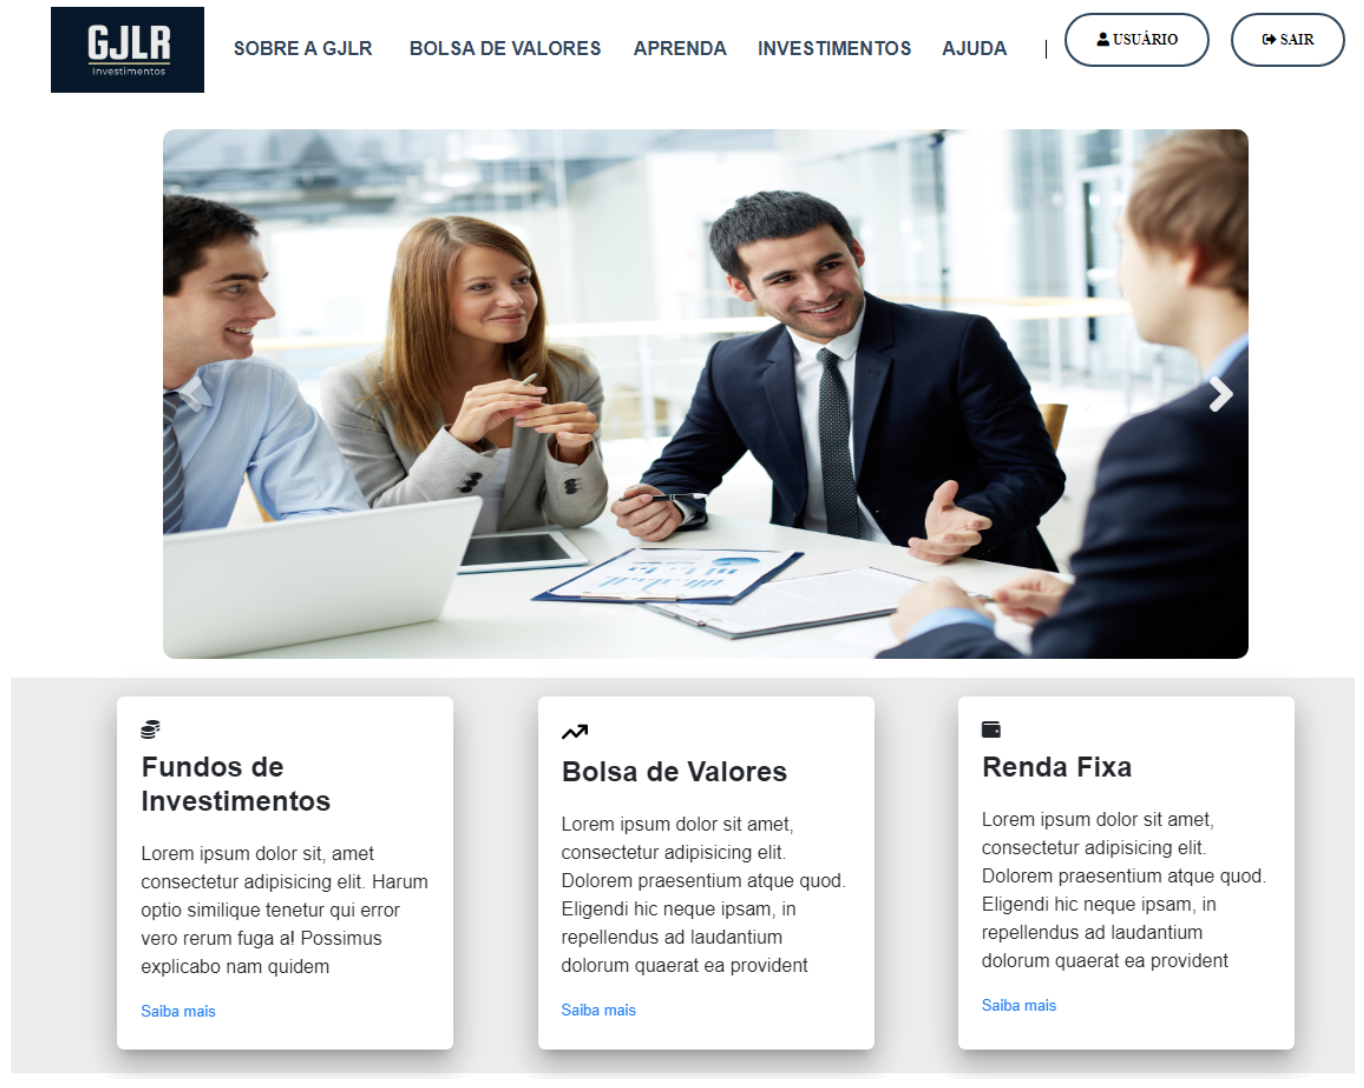 GJLR
Investimentos
SOBRE A GJLR
BOLSA DE VALORES
APRENDA
INVESTIMENTOS
AJUDA
|
USUÁRIO
SAIR
Fundos de
Investimentos
Lorem ipsum dolor sit, amet
consectetur adipisicing elit. Harum
optio similique tenetur qui error
vero rerum fuga a! Possimus
explicabo nam quidem
Saiba mais
Bolsa de Valores
Lorem ipsum dolor sit amet,
consectetur adipisicing elit.
Dolorem praesentium atque quod.
Eligendi hic neque ipsam, in
repellendus ad laudantium
dolorum quaerat ea provident
Saiba mais
Renda Fixa
Lorem ipsum dolor sit amet,
consectetur adipisicing elit.
Dolorem praesentium atque quod.
Eligendi hic neque ipsam, in
repellendus ad laudantium
dolorum quaerat ea provident
Saiba mais